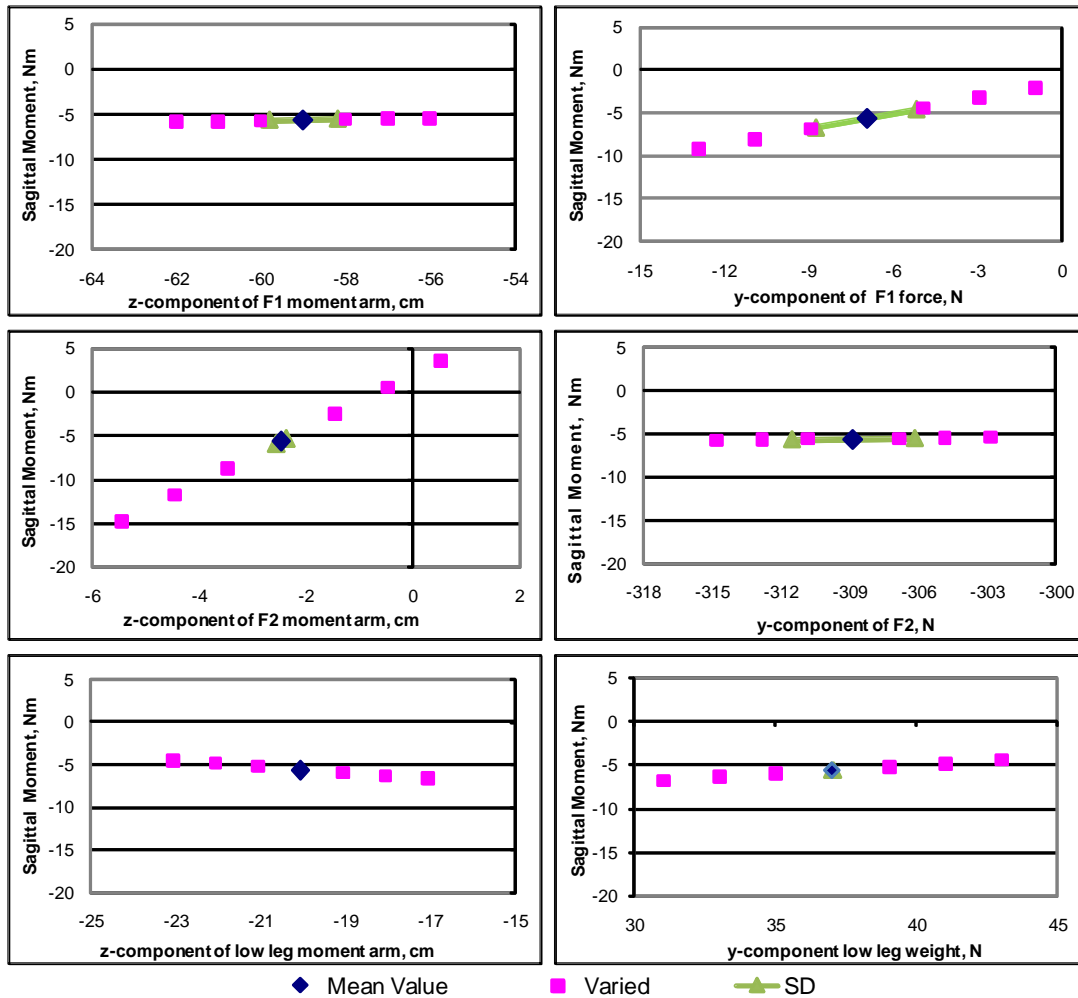 5
0
-5
-10
-15
-20
Sagittal Moment, Nm
-64 -62 -60 -58 -56 -54
z-component of F1 moment arm, cm
5
0
-5
-10
-15
-20
Sagittal Moment, Nm
-15 -12 -9 -6 -3 0
y-component of F1 force, N
5
0
-5
-10
-15
-20
Sagittal Moment, Nm
-6 -4 -2 0 2
z-component of F2 moment arm, cm
5
0
-5
-10
-15
-20
Sagittal Moment, Nm
-318 -315 -312 -309 -306 -303 -300
y-component of F2, N
5
0
-5
-10
-15
-20
Sagittal Moment, Nm
-25 -23 -21 -19 -17 -15
z-component of low leg moment arm, cm
5
0
-5
-10
-15
-20
Sagittal Moment, Nm
30 35 40 45
y-component low leg weight, N
Mean Value Varied SD